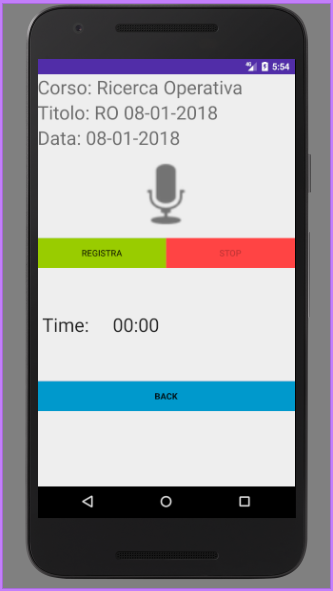 5:54
Corso: Ricerca Operativa
Titolo: RO 08-01-2018
Data: 08-01-2018
REGISTRA STOP
Time: 00:00
BACK